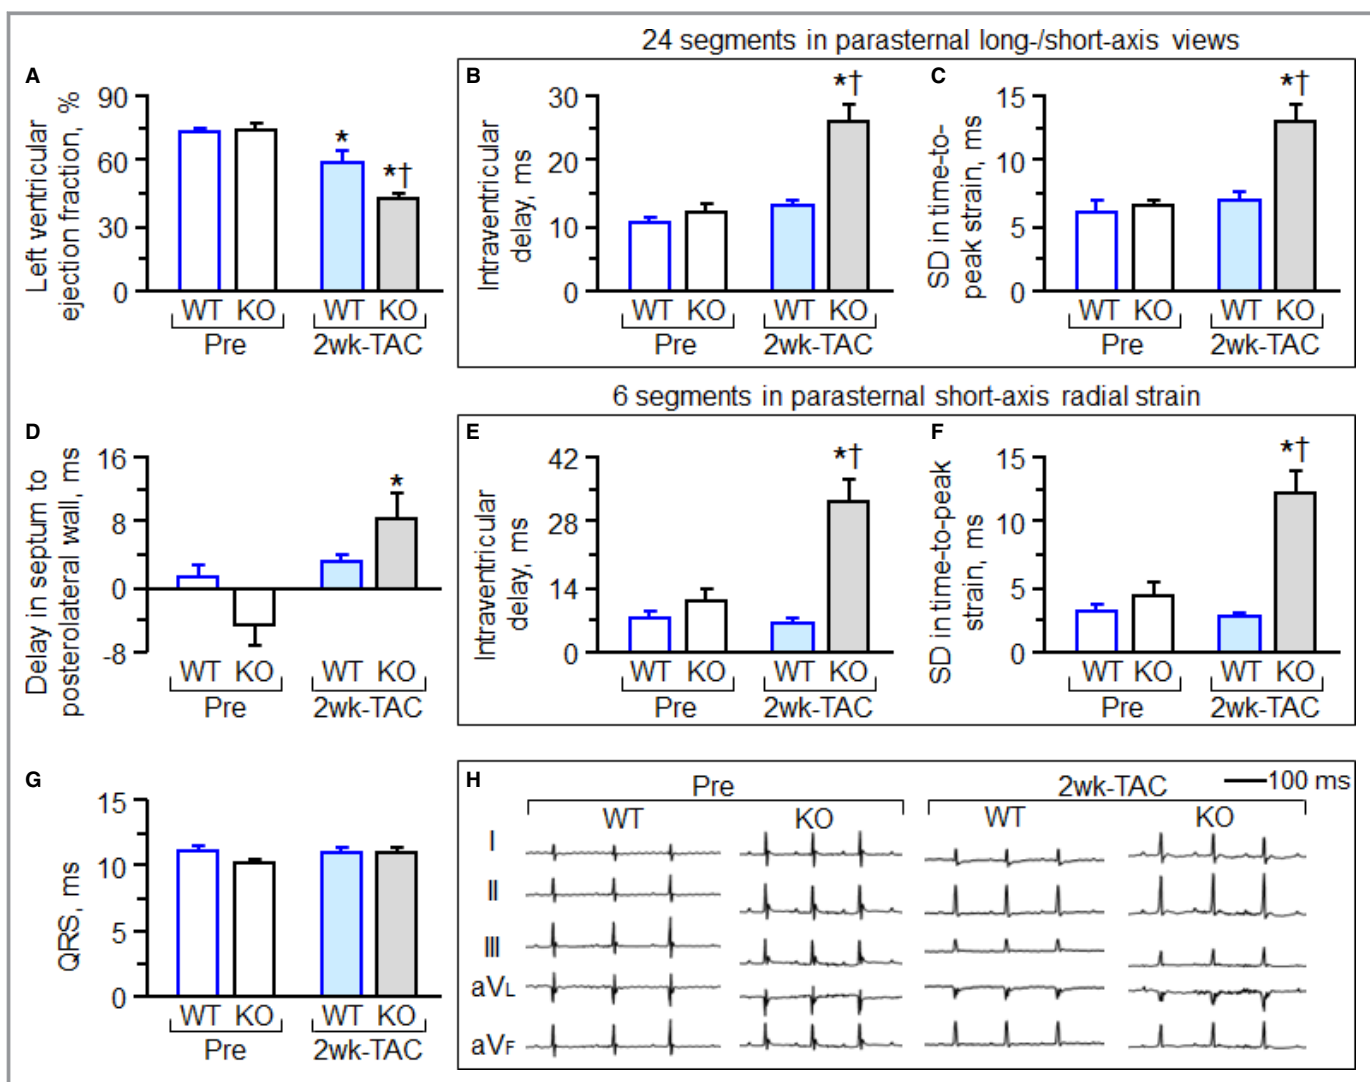 24 segments in parasternal long-/short-axis views
A
Left ventricular
ejection fraction, %
90
60
30
0
*
*†
WT KO WT KO
Pre 2wk-TAC
B
Intraventricular
delay, ms
30
20
10
0
*†
WT KO WT KO
Pre 2wk-TAC
C
SD in time-to-
peak strain, ms
15
10
5
0
*†
WT KO WT KO
Pre 2wk-TAC
6 segments in parasternal short-axis radial strain
D
Delay in septum to
posterolateral wall, ms
16
8
0
-8
*
WT KO WT KO
Pre 2wk-TAC
E
Intraventricular
delay, ms
42
28
14
0
*†
WT KO WT KO
Pre 2wk-TAC
F
SD in time-to-peak
strain, ms
15
10
5
0
*†
WT KO WT KO
Pre 2wk-TAC
G
QRS, ms
15
10
5
0
WT KO WT KO
Pre 2wk-TAC
H
Pre 2wk-TAC 100 ms
WT KO WT KO
I
II
III
aVL
aVF